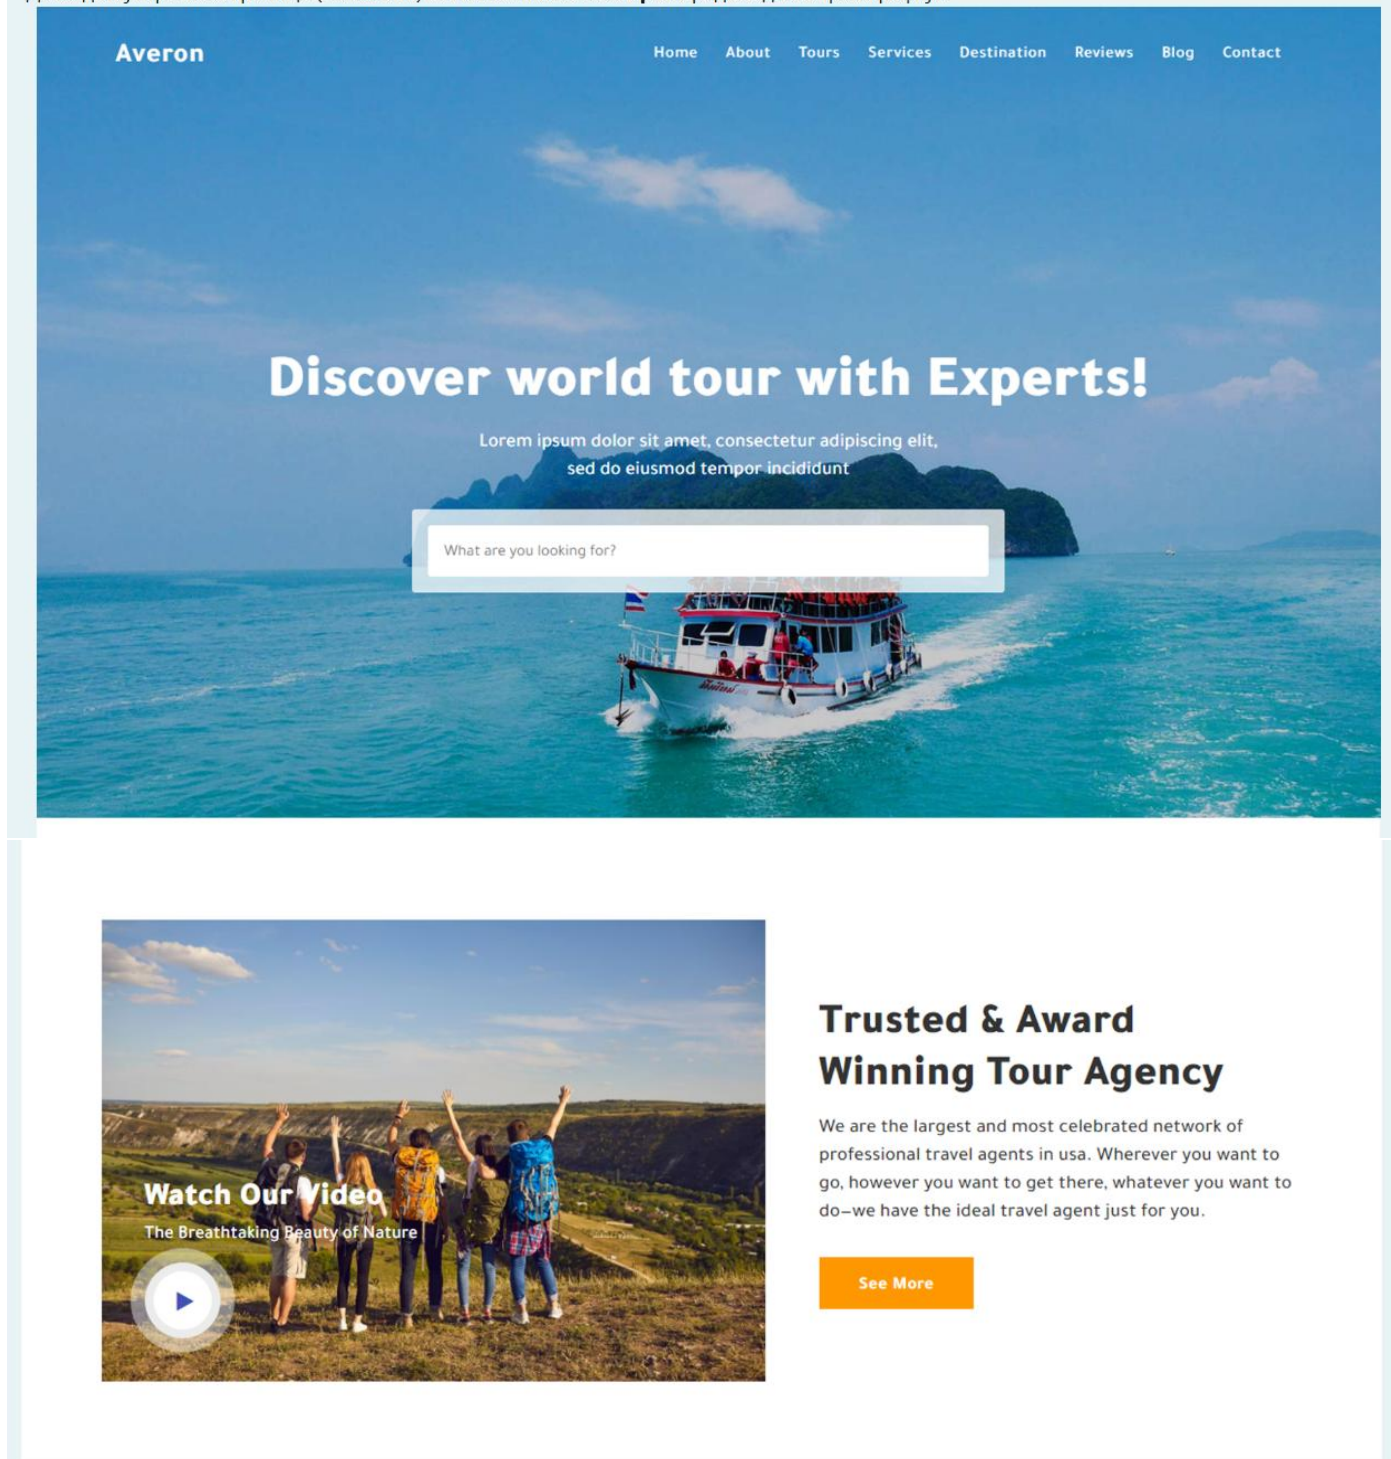 Averon
Home About Tours Services Destination Reviews Blog Contact
Discover world tour with Experts!
Lorem ipsum dolor sit amet, consectetur adipiscing elit,
sed do eiusmod tempor incididunt
What are you looking for?
Watch Our Video
The Breathtaking Beauty of Nature
Trusted & Award
Winning Tour Agency
We are the largest and most celebrated network of
professional travel agents in usa. Wherever you want to
go, however you want to get there, whatever you want to
do—we have the ideal travel agent just for you.
See More